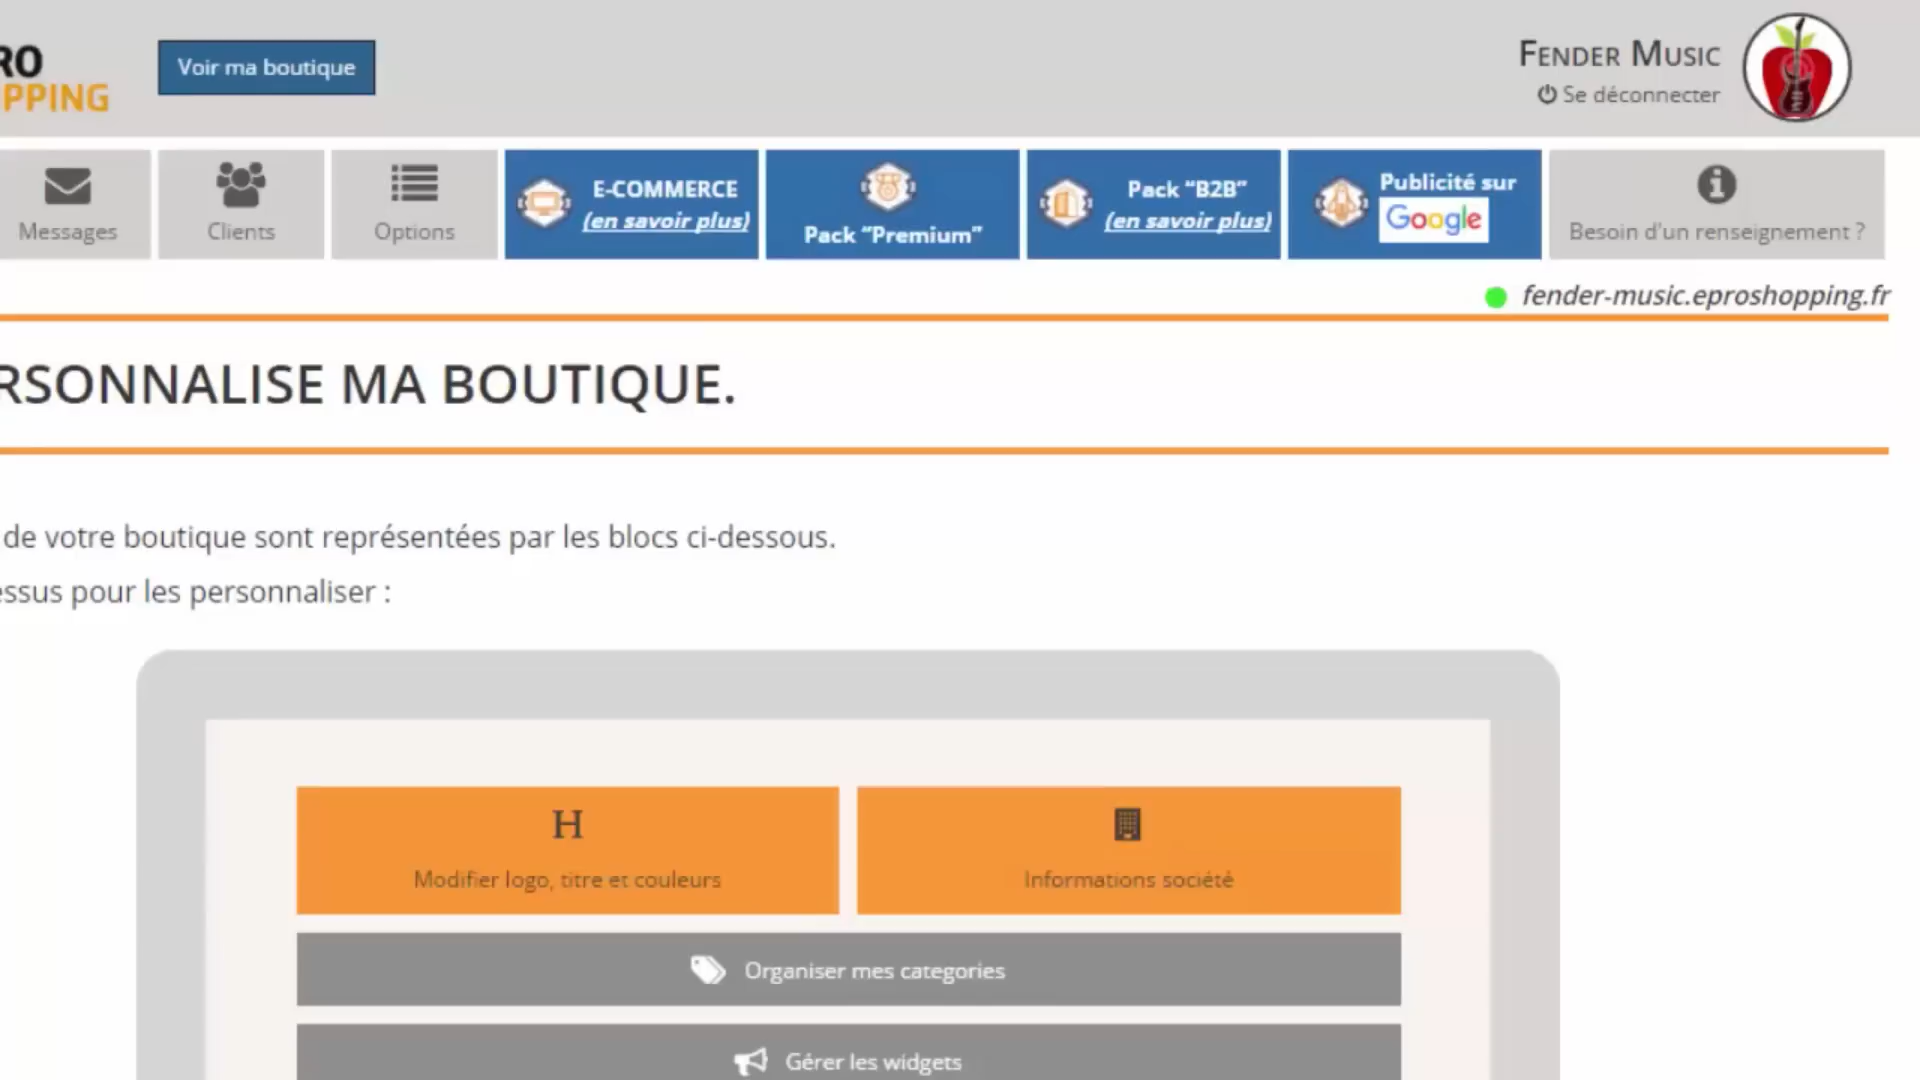 RO
PPING
Voir ma boutique
FENDER MUSIC
Se déconnecter
Messages
Clients
Options
E-COMMERCE
(en savoir plus)
Pack “Premium”
Pack “B2B”
(en savoir plus)
Publicité sur
Google
Besoin d'un renseignement ?
fender-music.eproshopping.fr
RSONNALISE MA BOUTIQUE.
de votre boutique sont représentées par les blocs ci-dessous.
essus pour les personnaliser :
H
Modifier logo, titre et couleurs
Informations société
Organiser mes categories
Gérer les widgets